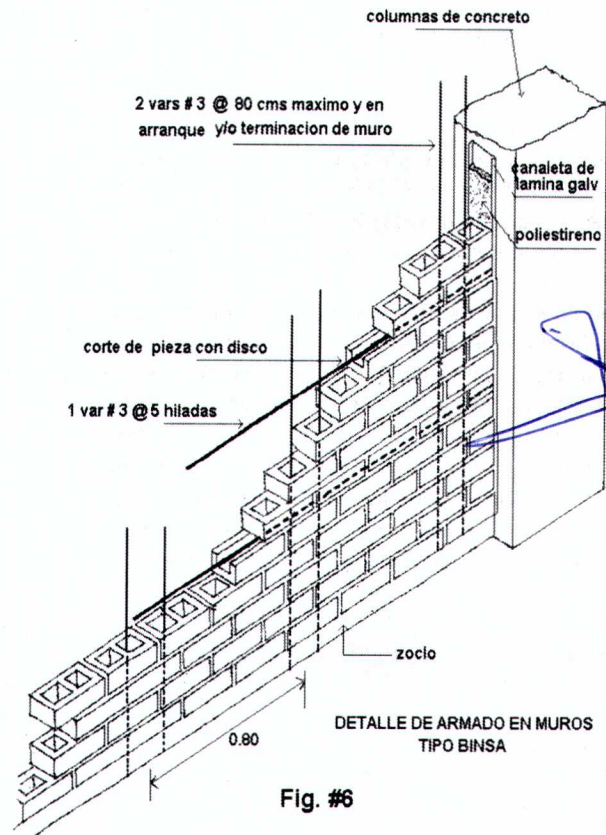 columnas de concreto
2 vars # 3 @ 80 cms maximo y en
arranque y/o terminacion de muro
canaleta de
lamina galv
poliestireno
corte de pieza con disco
1 var # 3 @ 5 hiladas
zoclo
0.80
DETALLE DE ARMADO EN MUROS
TIPO BINSA
Fig. #6